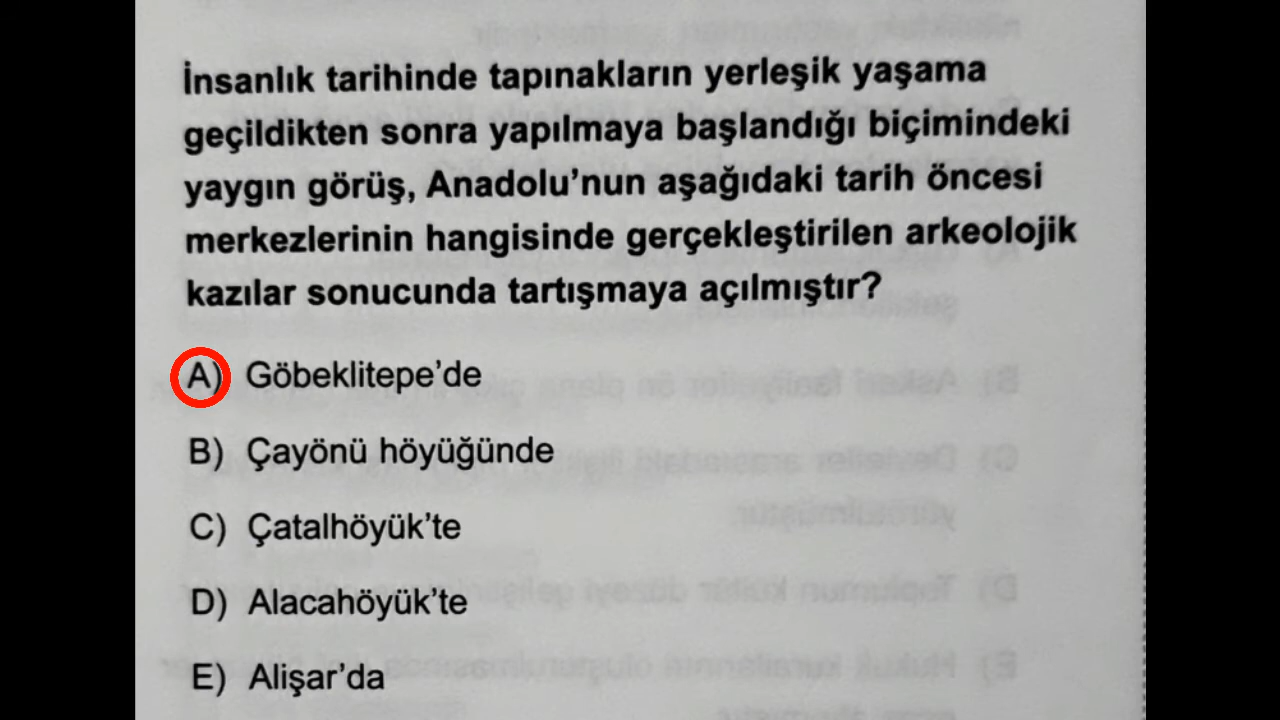 İnsanlık tarihinde tapınakların yerleşik yaşama
geçildikten sonra yapılmaya başlandığı biçimindeki
yaygın görüş, Anadolu’nun aşağıdaki tarih öncesi
merkezlerinin hangisinde gerçekleştirilen arkeolojik
kazılar sonucunda tartışmaya açılmıştır?
A) Göbeklitepe’de
B) Çayönü höyüğünde
C) Çatalhöyük’te
D) Alacahöyük’te
E) Alişar’da